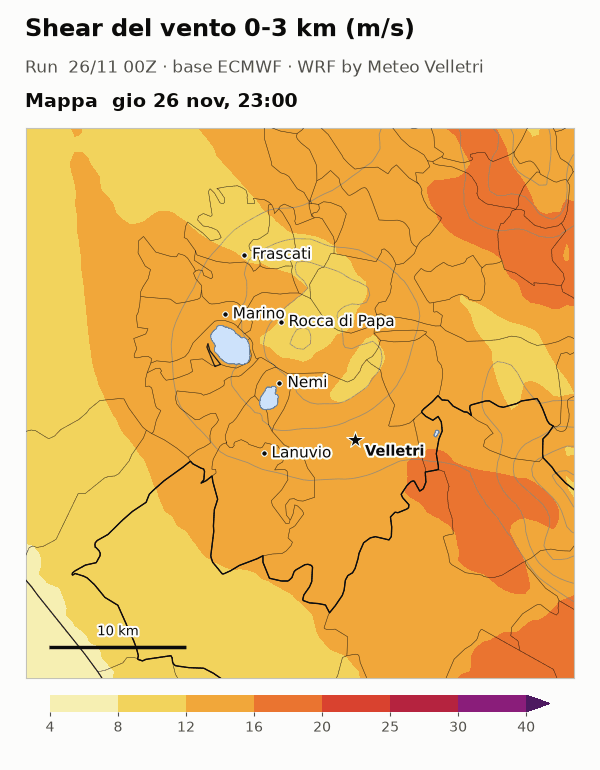 Shear del vento 0-3 km (m/s)
Run  26/11 00Z · base ECMWF · WRF by Meteo Velletri
Mappa  gio 26 nov, 23:00
Frascati
Marino
Rocca di Papa
Nemi
Velletri
Lanuvio
10 km
4 8 12 16 20 25 30 40